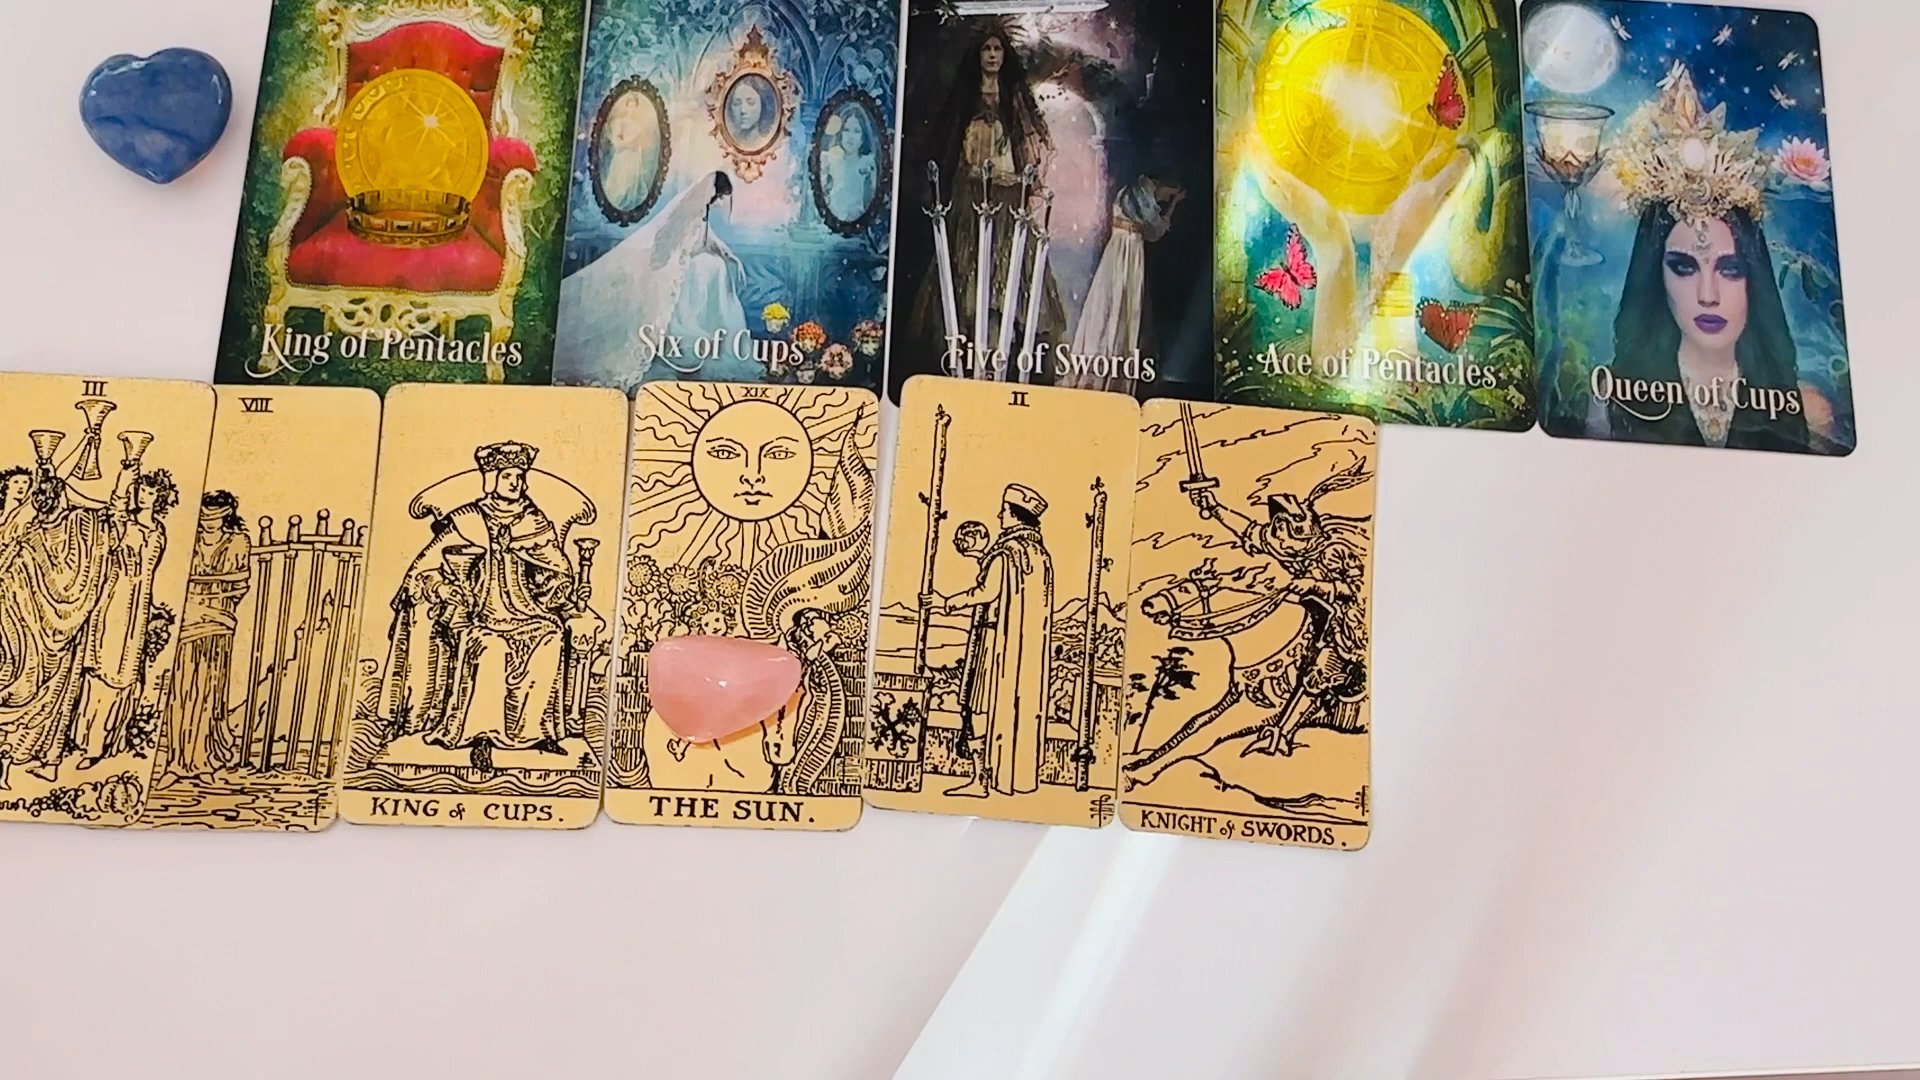 King of Pentacles
Six of Cups
Five of Swords
Ace of Pentacles
Queen of Cups
III
VIII
XIX
II
KING of CUPS.
THE SUN.
KNIGHT of SWORDS.